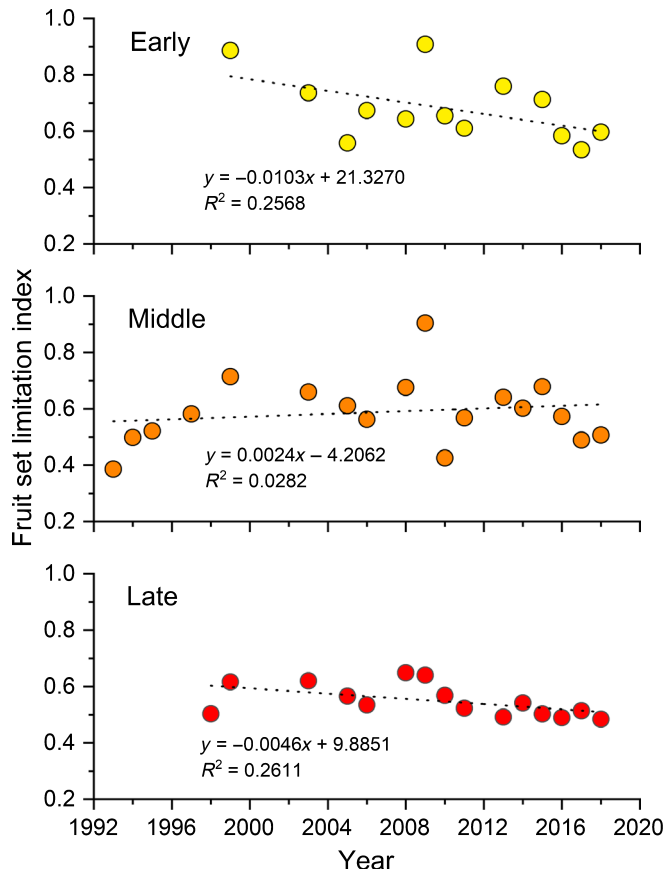 Fruit set limitation index
1.0
0.8
0.6
0.4
0.2
Early
y = –0.0103x + 21.3270
R² = 0.2568
1.0
0.8
0.6
0.4
0.2
Middle
y = 0.0024x – 4.2062
R² = 0.0282
1.0
0.8
0.6
0.4
0.2
Late
y = –0.0046x + 9.8851
R² = 0.2611
1992 1996 2000 2004 2008 2012 2016 2020
Year